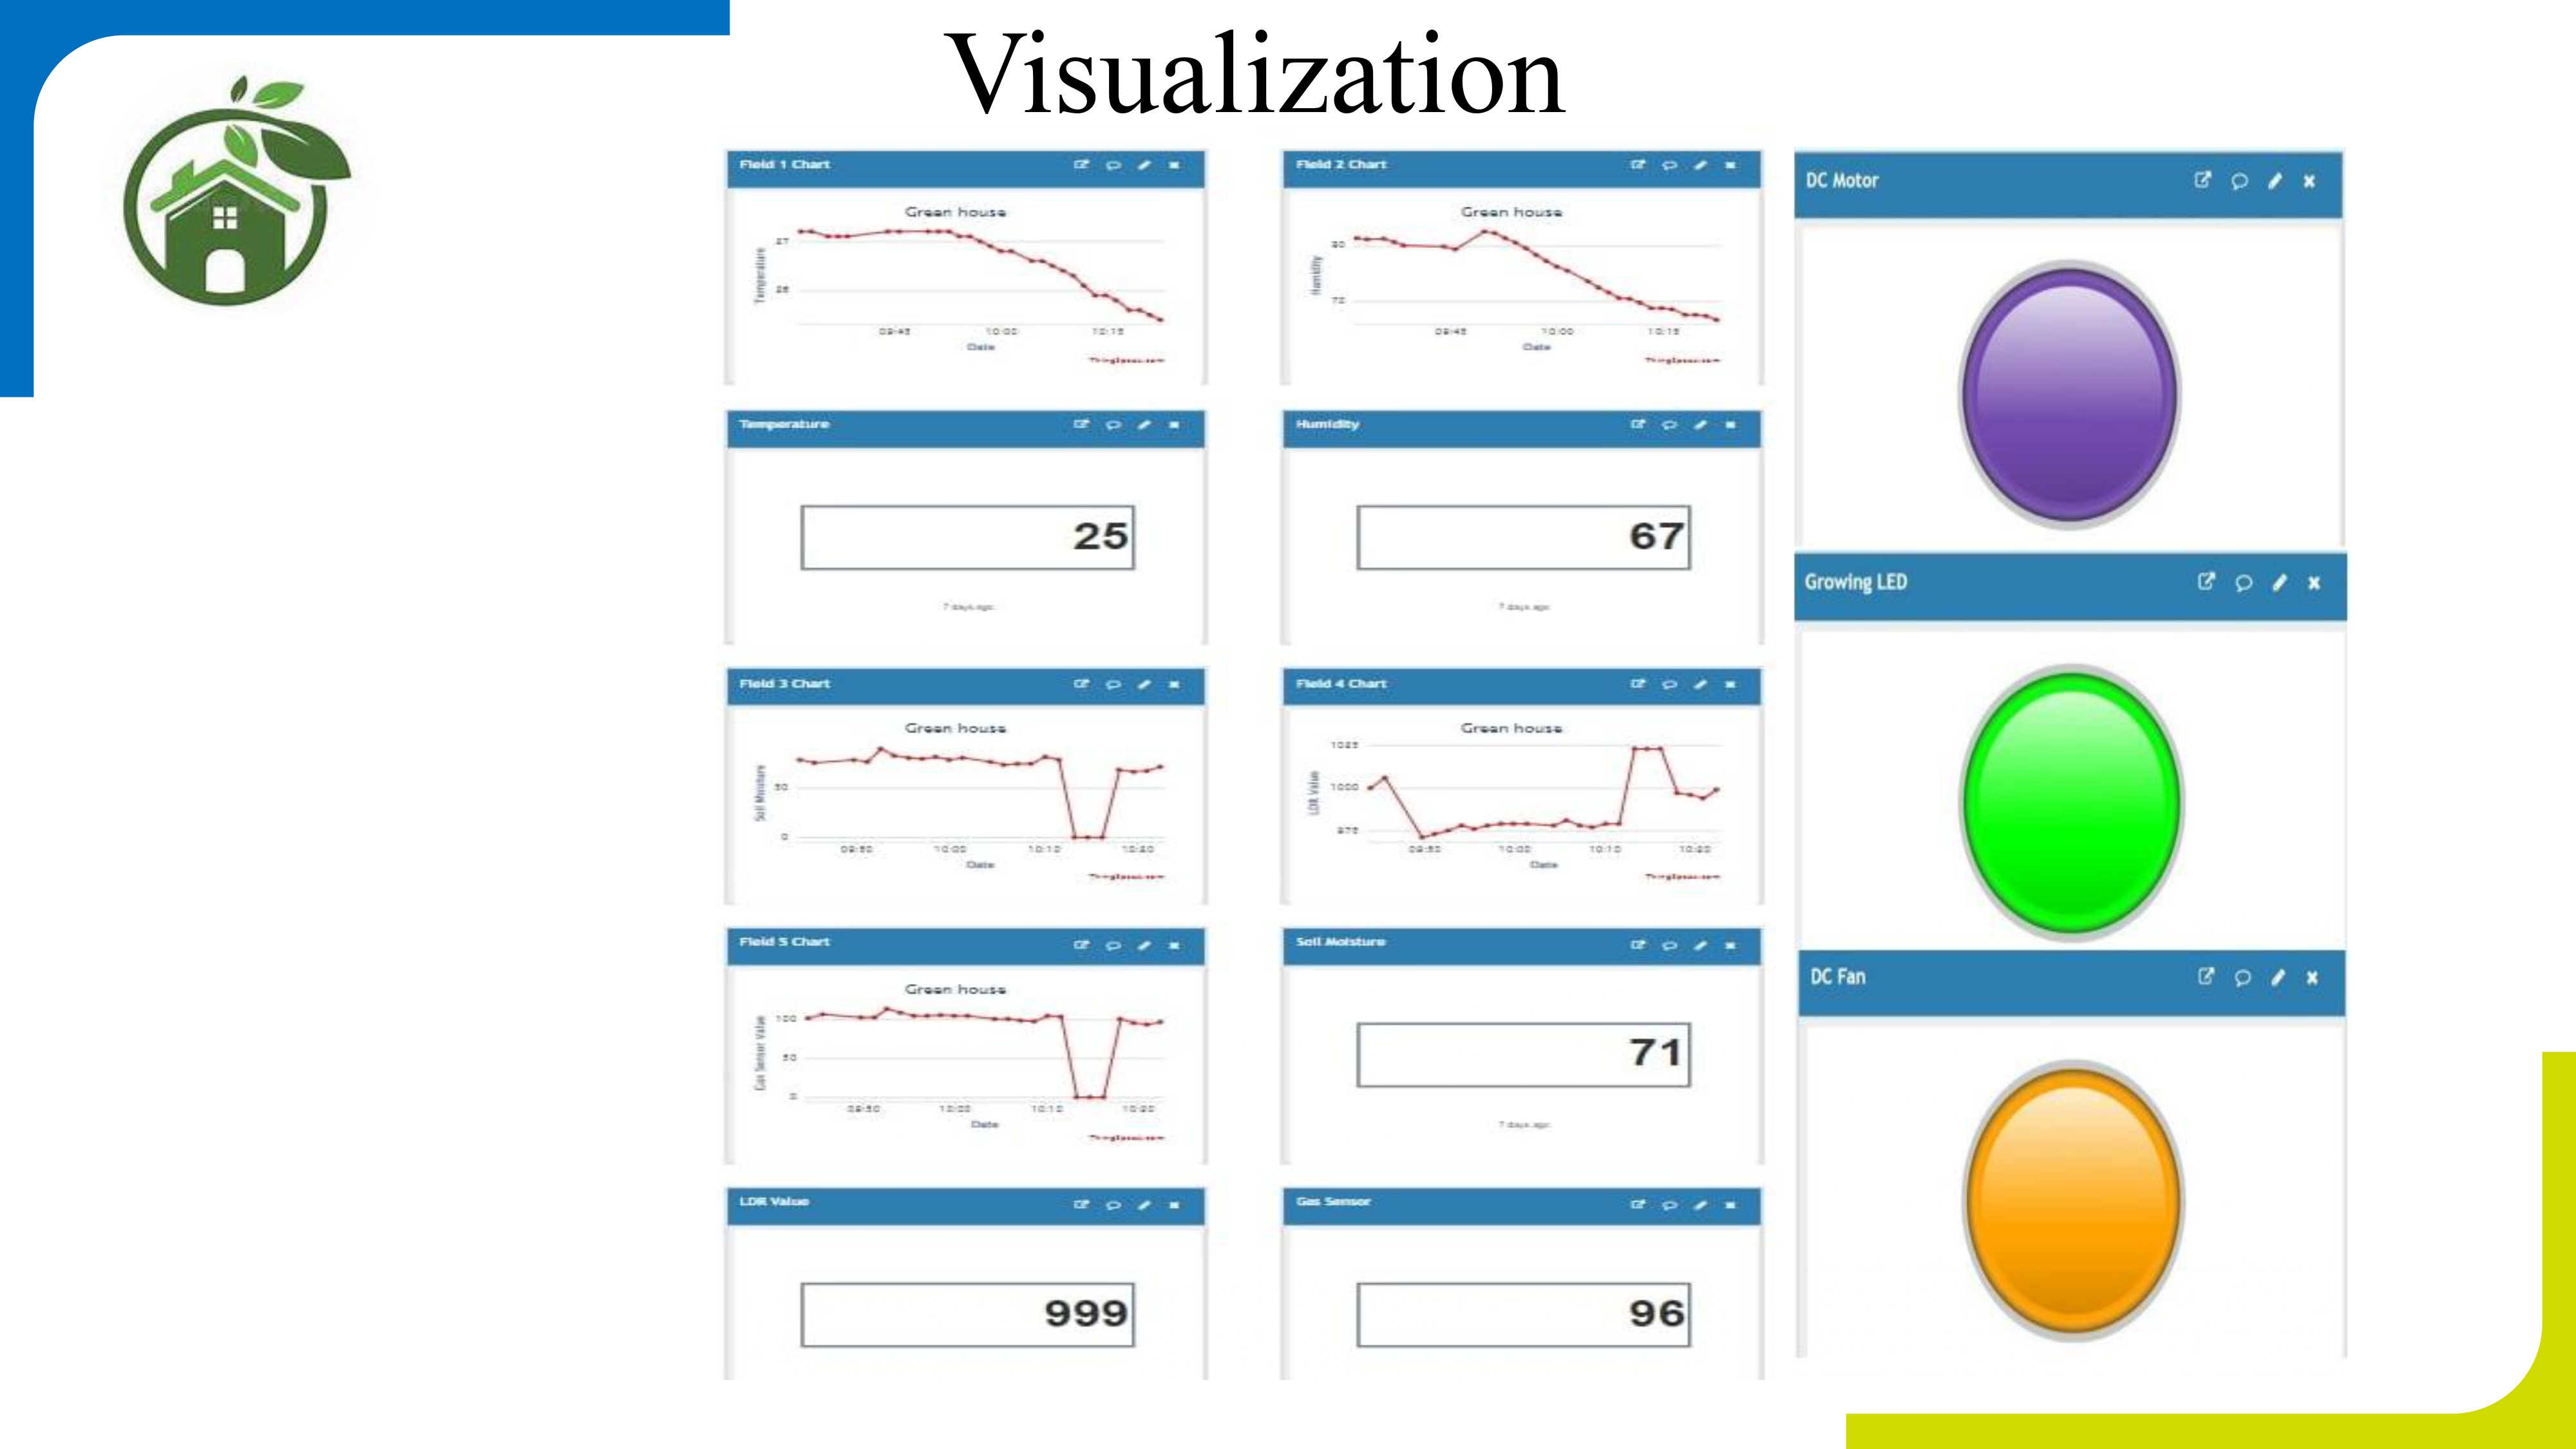 Visualization
Field 1 Chart
Green house
Temperature
27
26
09:45
10:00
10:15
Date
ThingSpeak.com
Field 2 Chart
Green house
Humidity
80
70
09:45
10:00
10:15
Date
ThingSpeak.com
DC Motor
Temperature
25
7 days ago
Humidity
67
7 days ago
Growing LED
Field 3 Chart
Green house
Soil Moisture
50
0
09:50
10:00
10:10
10:20
Date
ThingSpeak.com
Field 4 Chart
Green house
LDR Value
1025
1000
975
09:50
10:00
10:10
10:20
Date
ThingSpeak.com
Field 5 Chart
Green house
Gas Sensor Value
100
50
0
09:50
10:00
10:10
10:20
Date
ThingSpeak.com
Soil Moisture
71
7 days ago
DC Fan
LDR Value
999
Gas Sensor
96